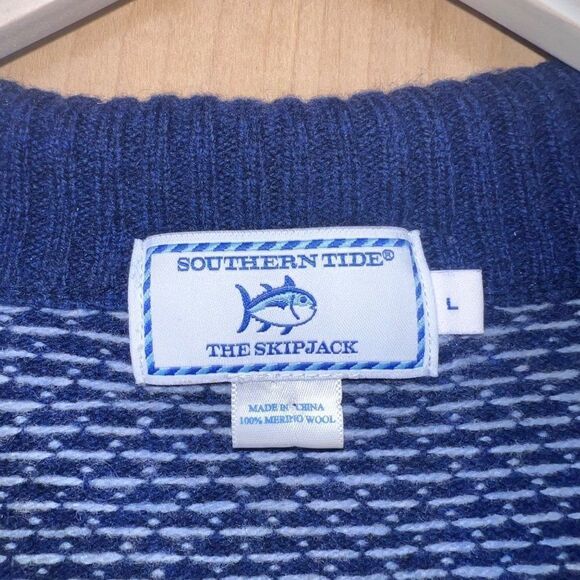 SOUTHERN TIDE®
THE SKIPJACK
L
MADE IN CHINA
100% MERINO WOOL